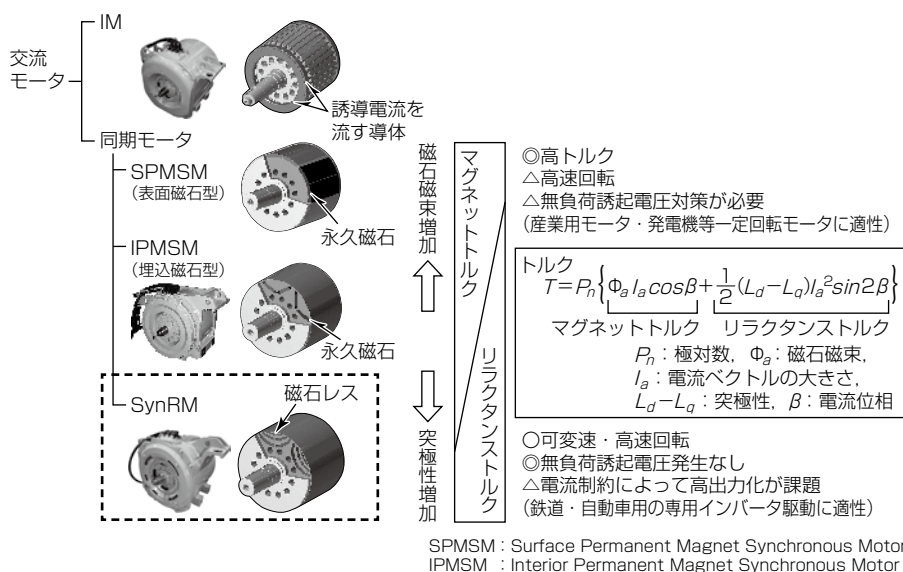 交流
モータ
IM
誘導電流を
流す導体
同期モータ
SPMSM
(表面磁石型)
永久磁石
IPMSM
(埋込磁石型)
永久磁石
SynRM
磁石レス
磁石磁束増加
突極性増加
マグネットトルク
リラクタンストルク
◎高トルク
△高速回転
△無負荷誘起電圧対策が必要
(産業用モータ・発電機等一定回転モータに適性)
トルク
T=Pn{Φa Ia cosβ+1/2(Ld−Lq)Ia²sin2β}
マグネットトルク リラクタンストルク
Pn:極対数,Φa:磁石磁束,
Ia:電流ベクトルの大きさ,
Ld−Lq:突極性,β:電流位相
○可変速・高速回転
◎無負荷誘起電圧発生なし
△電流制約によって高出力化が課題
(鉄道・自動車用の専用インバータ駆動に適性)
SPMSM:Surface Permanent Magnet Synchronous Motor
IPMSM :Interior Permanent Magnet Synchronous Motor